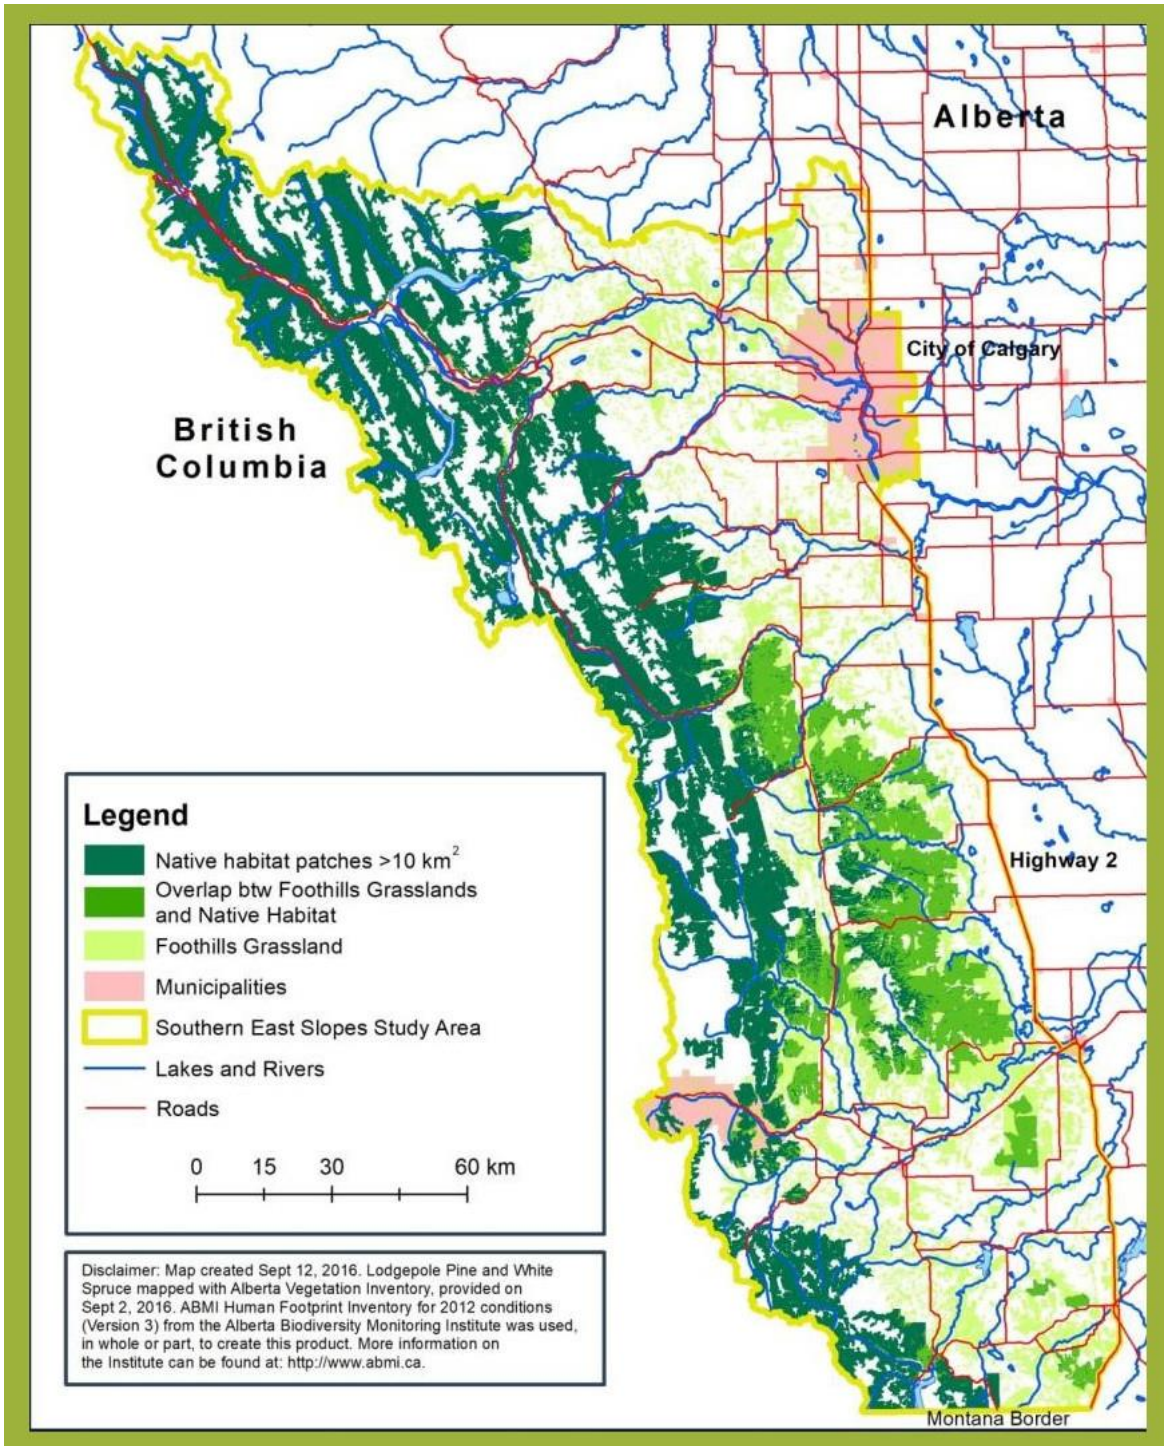 Alberta
City of Calgary
British
Columbia
Highway 2
Legend
Native habitat patches >10 km²
Overlap btw Foothills Grasslands
and Native Habitat
Foothills Grassland
Municipalities
Southern East Slopes Study Area
Lakes and Rivers
Roads
0 15 30 60 km
Disclaimer: Map created Sept 12, 2016. Lodgepole Pine and White
Spruce mapped with Alberta Vegetation Inventory, provided on
Sept 2, 2016. ABMI Human Footprint Inventory for 2012 conditions
(Version 3) from the Alberta Biodiversity Monitoring Institute was used,
in whole or part, to create this product. More information on
the Institute can be found at: http://www.abmi.ca.
Montana Border